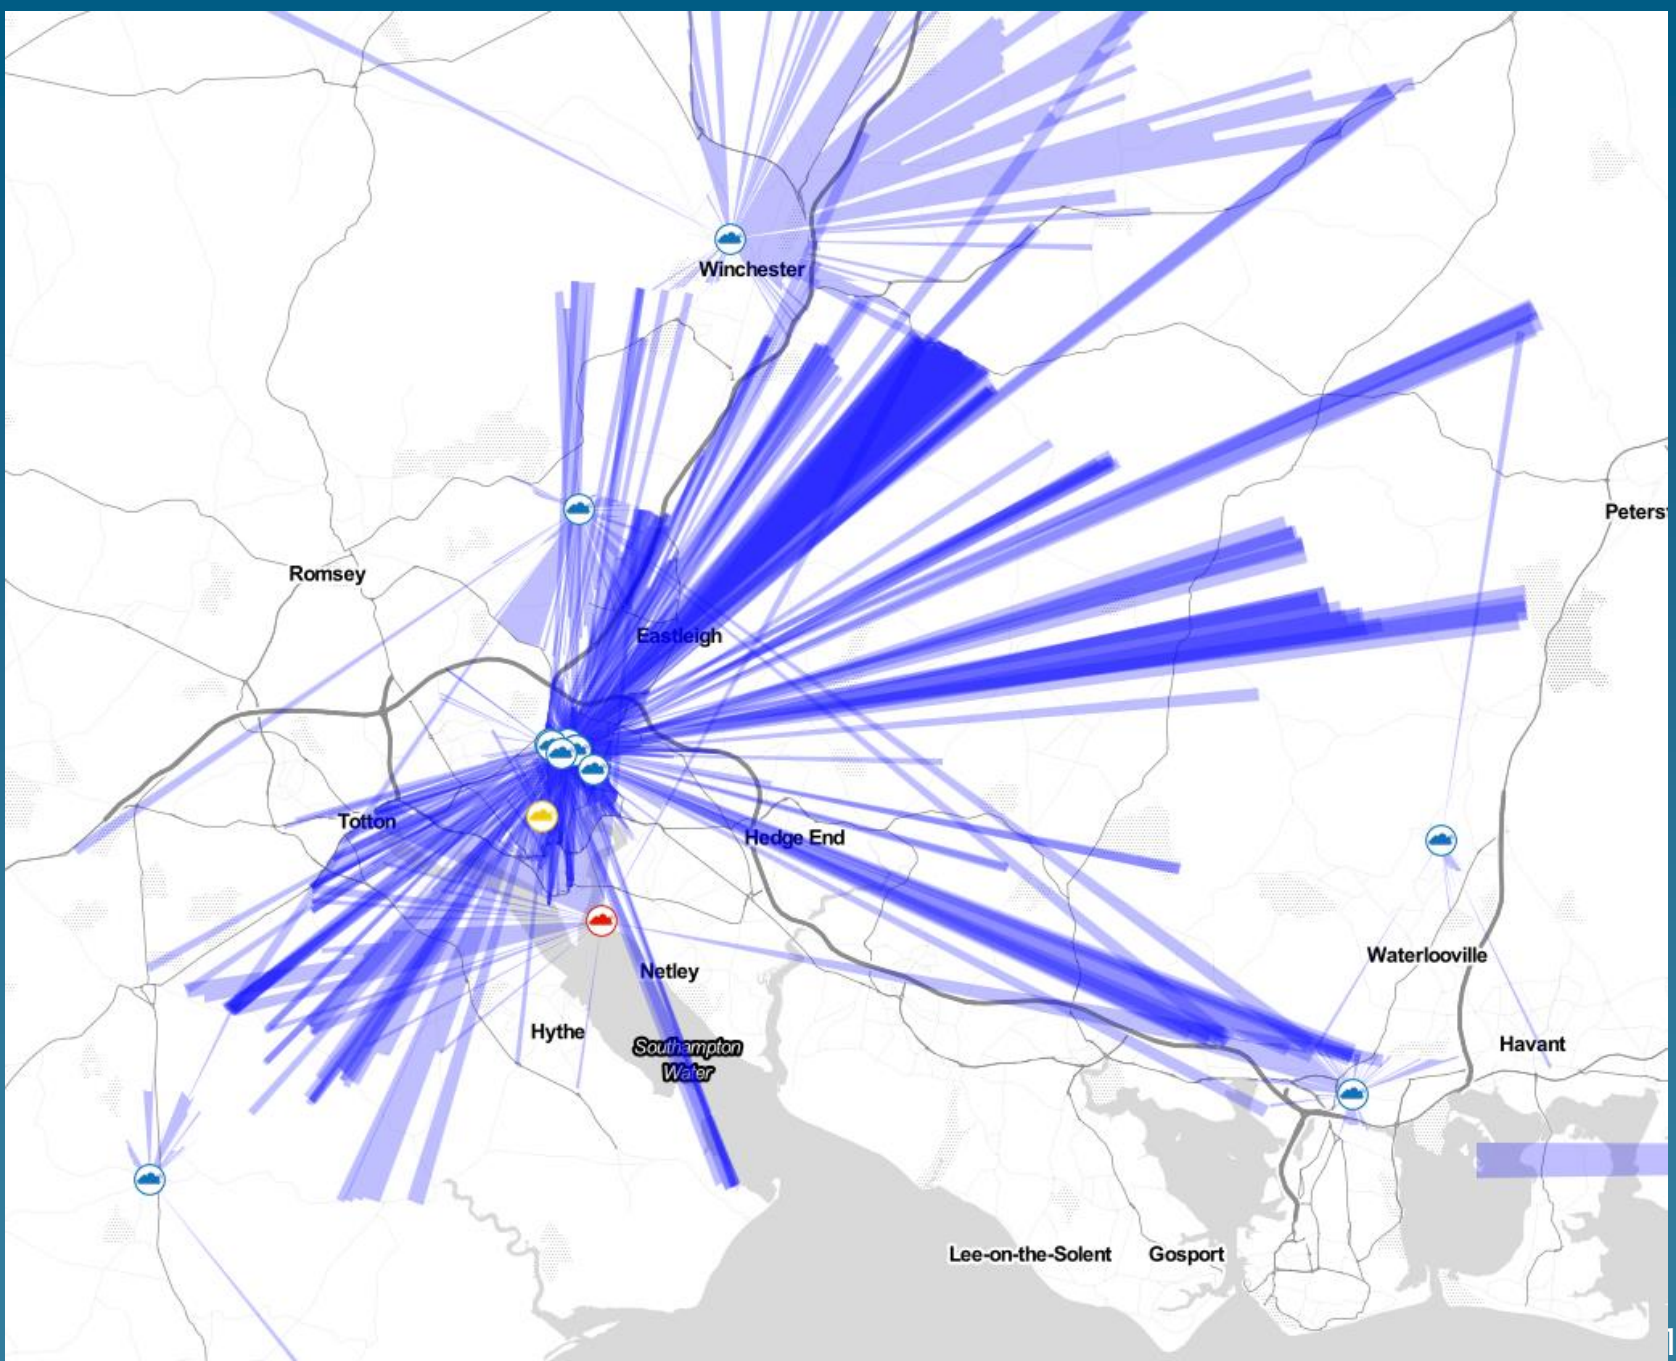 Winchester
Peters
Romsey
Eastleigh
Totton
Hedge End
Waterlooville
Netley
Hythe
Havant
Southampton
Water
Lee-on-the-Solent
Gosport